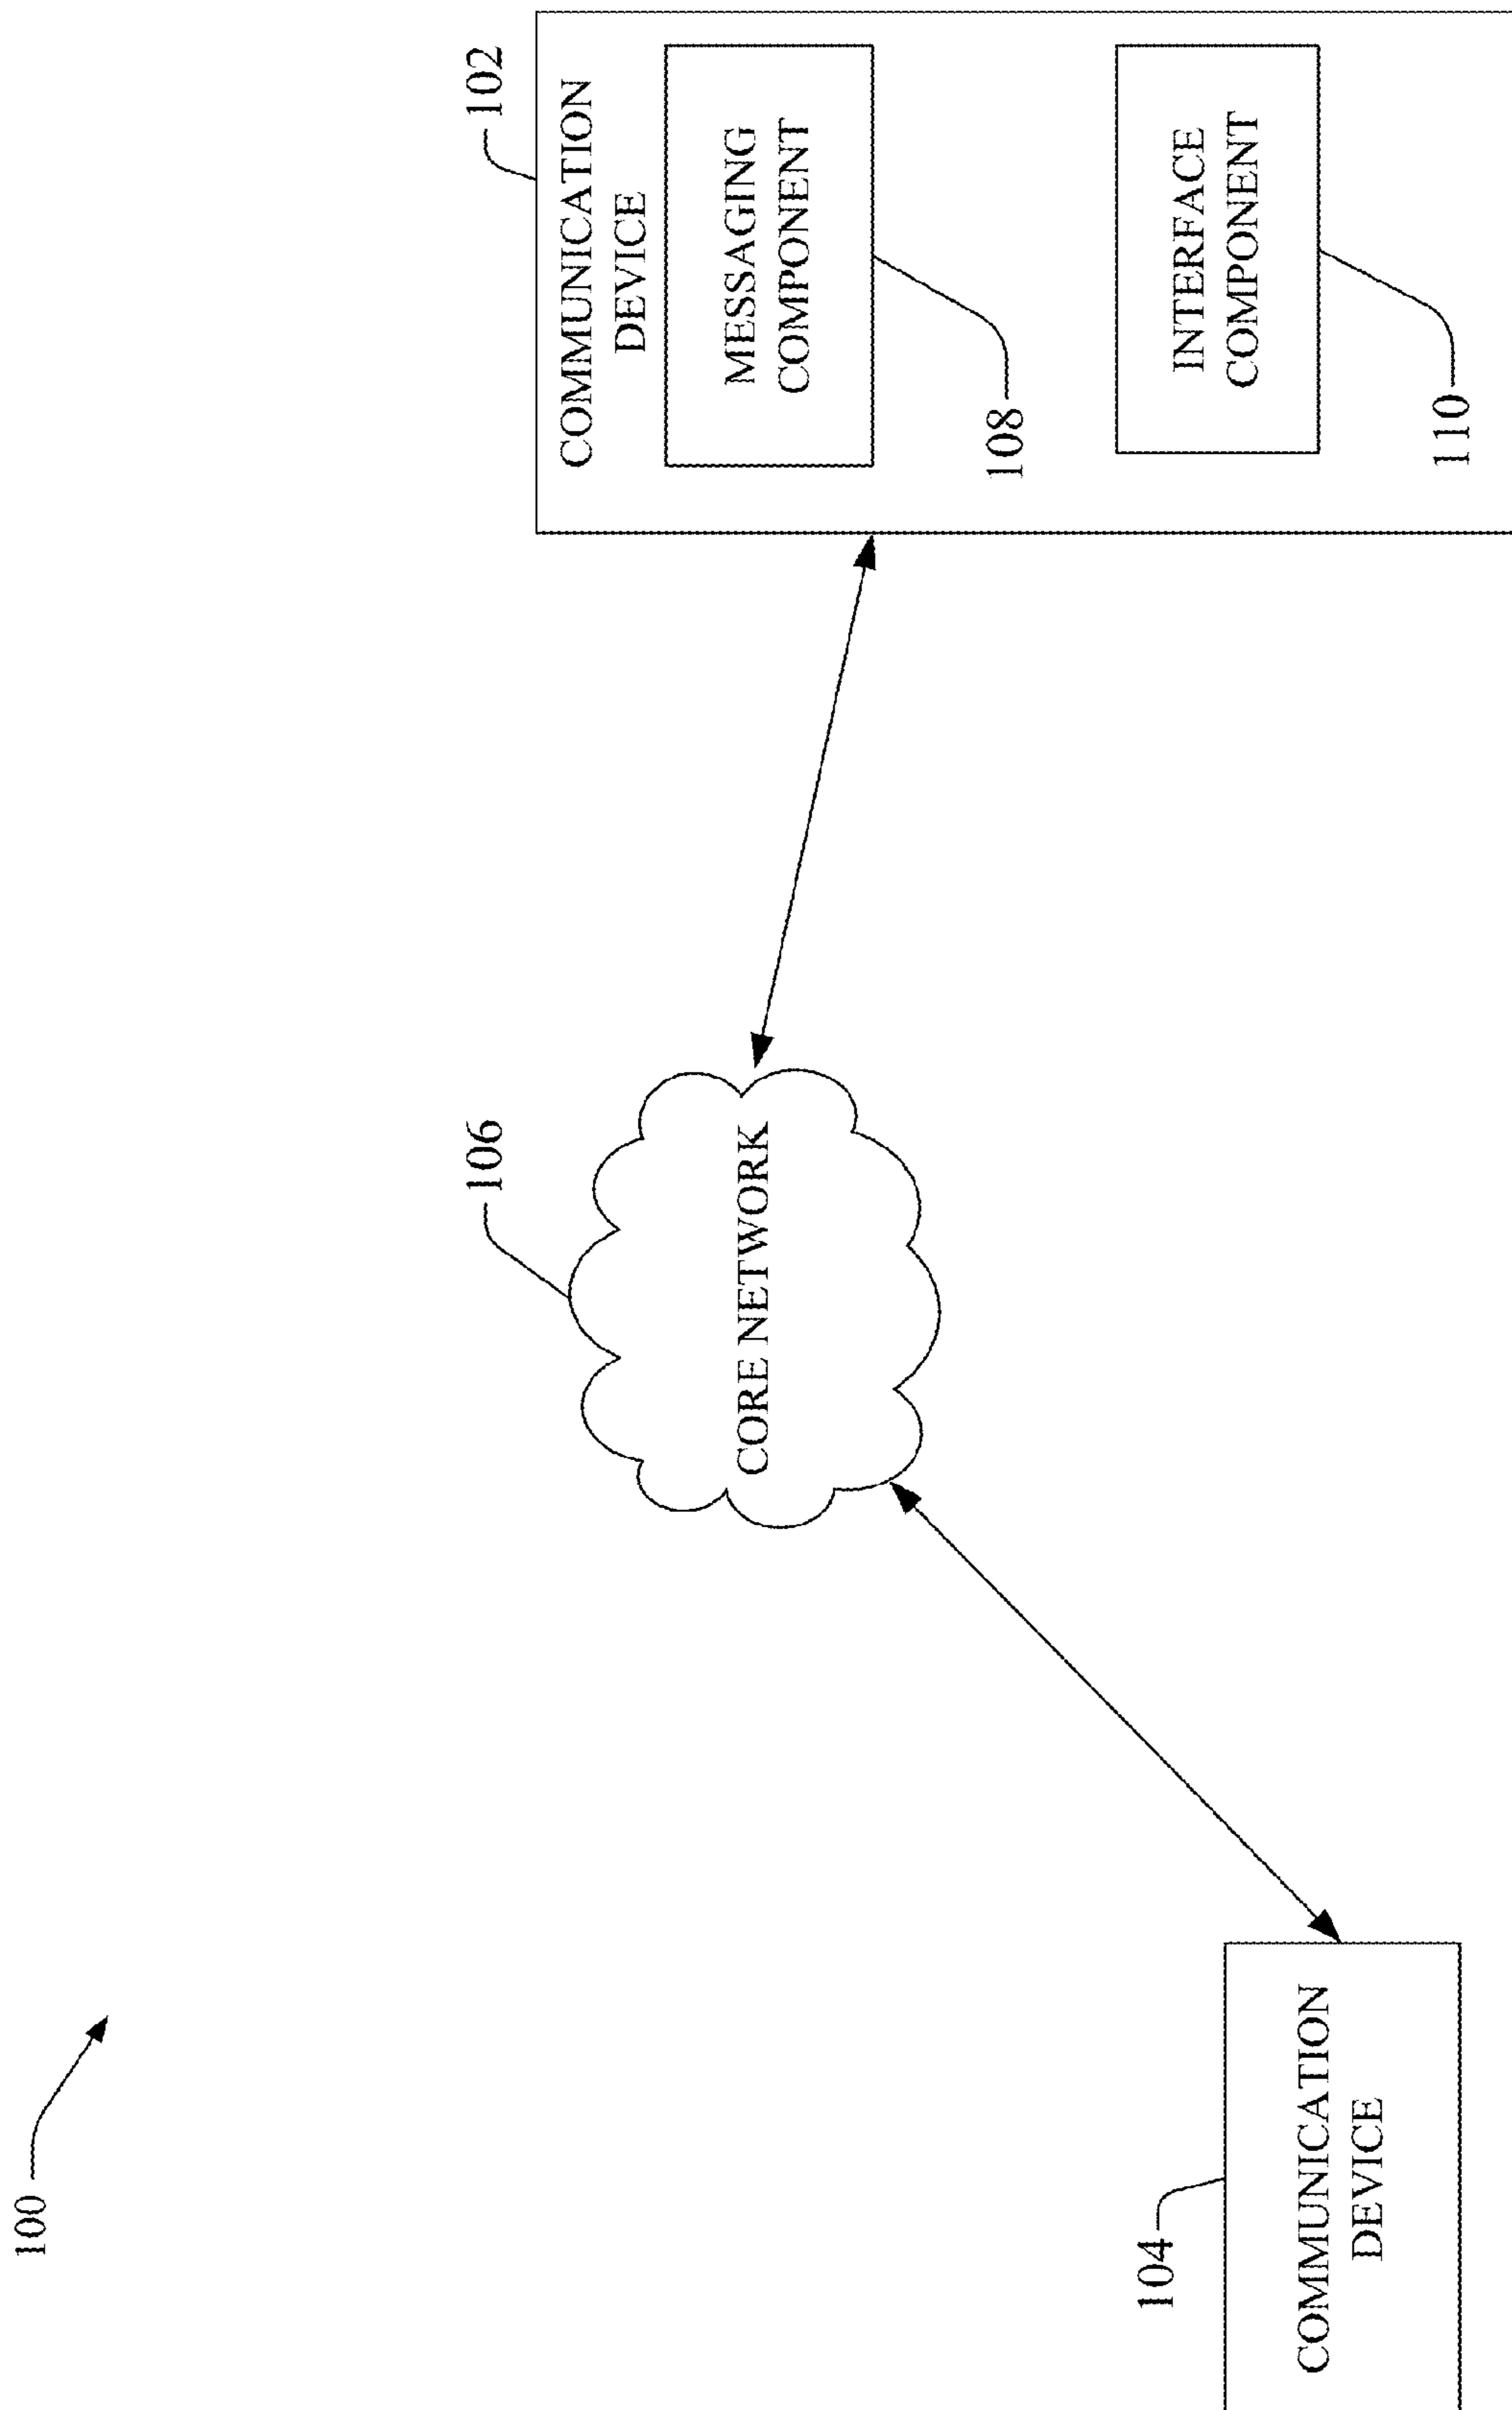 100
104
COMMUNICATION
DEVICE
106
CORE NETWORK
102
COMMUNICATION
DEVICE
MESSAGING
COMPONENT
108
INTERFACE
COMPONENT
110